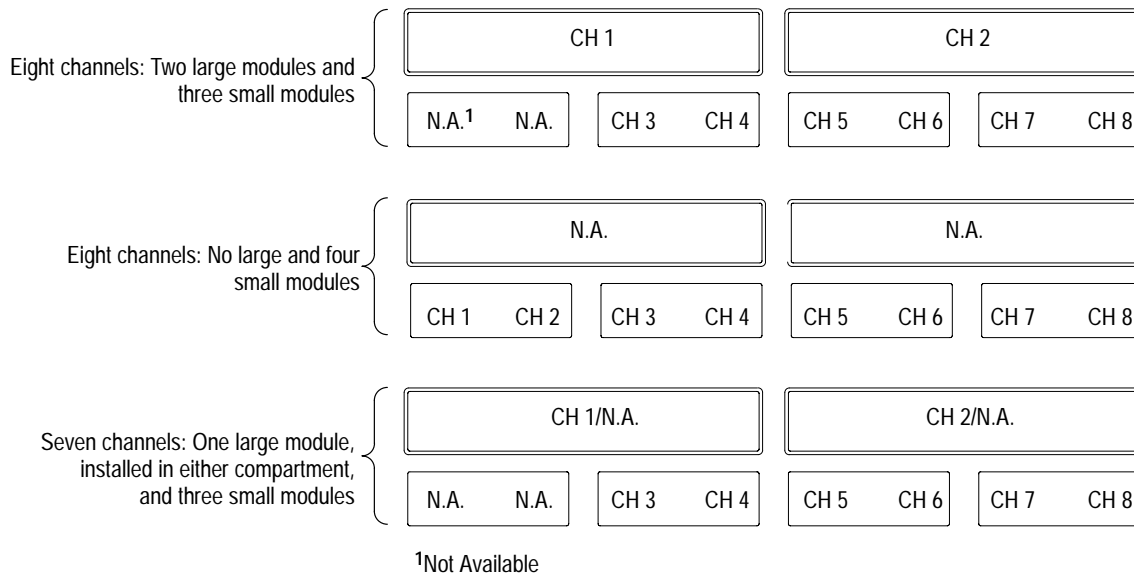 CH 1 CH 2
Eight channels: Two large modules and
three small modules
N.A.1 N.A. CH 3 CH 4 CH 5 CH 6 CH 7 CH 8
N.A. N.A.
Eight channels: No large and four
small modules
CH 1 CH 2 CH 3 CH 4 CH 5 CH 6 CH 7 CH 8
CH 1/N.A. CH 2/N.A.
Seven channels: One large module,
installed in either compartment,
and three small modules
N.A. N.A. CH 3 CH 4 CH 5 CH 6 CH 7 CH 8
1Not Available